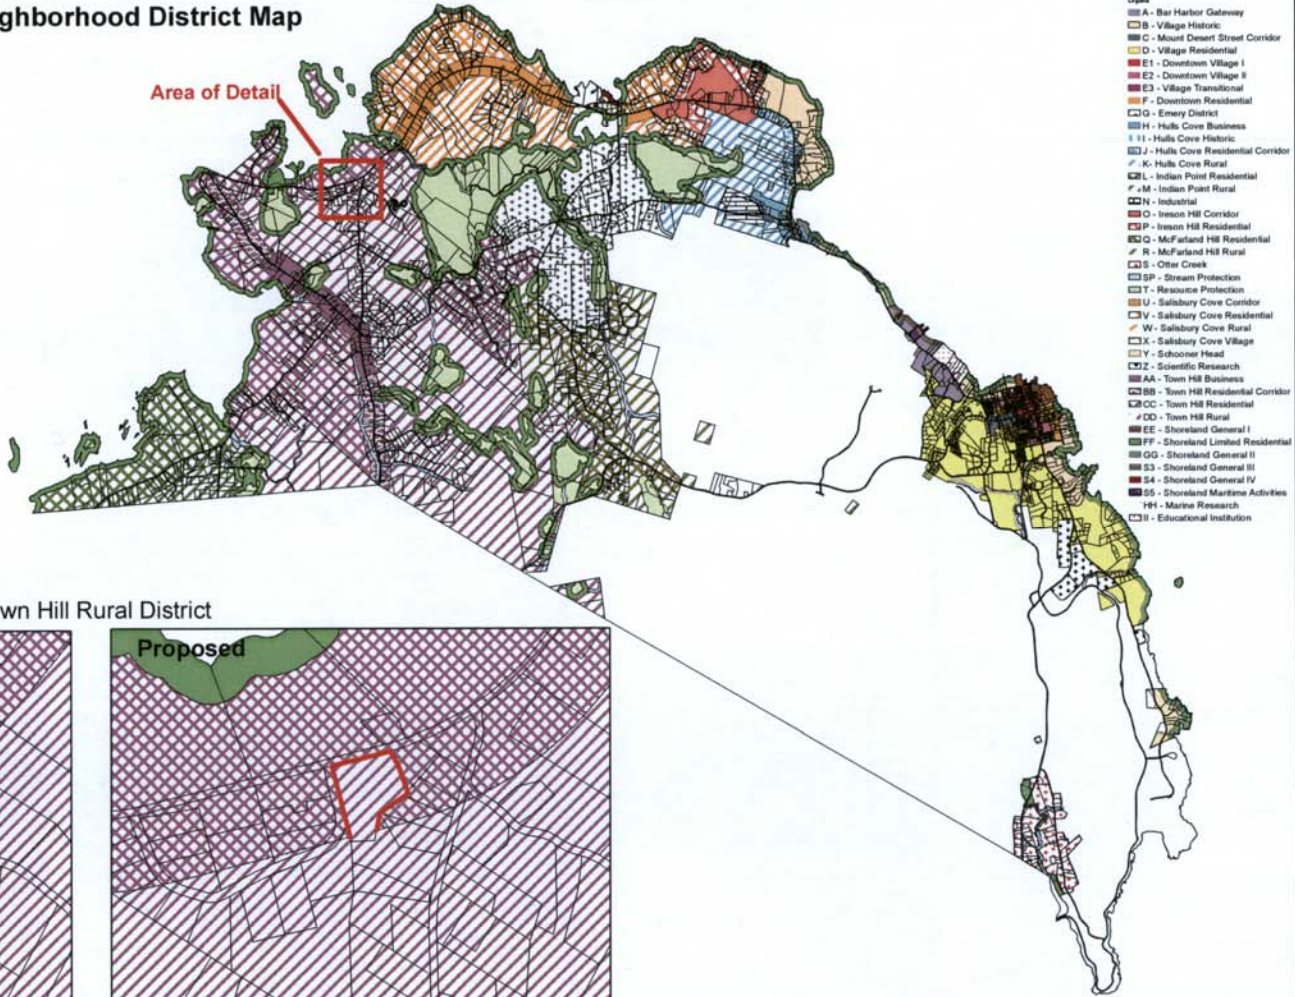 ghborhood District Map
Area of Detail
A - Bar Harbor Gateway
B - Village Historic
C - Mount Desert Street Corridor
D - Village Residential
E1 - Downtown Village I
E2 - Downtown Village II
E3 - Village Transitional
F - Downtown Residential
G - Emery District
H - Hulls Cove Business
I - Hulls Cove Historic
J - Hulls Cove Residential Corridor
K - Hulls Cove Rural
L - Indian Point Residential
M - Indian Point Rural
N - Industrial
O - Ireson Hill Corridor
P - Ireson Hill Residential
Q - McFarland Hill Residential
R - McFarland Hill Rural
S - Otter Creek
SP - Stream Protection
T - Resource Protection
U - Salisbury Cove Corridor
V - Salisbury Cove Residential
W - Salisbury Cove Rural
X - Salisbury Cove Village
Y - Schooner Head
Z - Scientific Research
AA - Town Hill Business
BB - Town Hill Residential Corridor
CC - Town Hill Residential
DD - Town Hill Rural
EE - Shoreland General I
FF - Shoreland Limited Residential
GG - Shoreland General II
S3 - Shoreland General III
S4 - Shoreland General IV
S5 - Shoreland Maritime Activities
HH - Marine Research
II - Educational Institution
wn Hill Rural District
Proposed